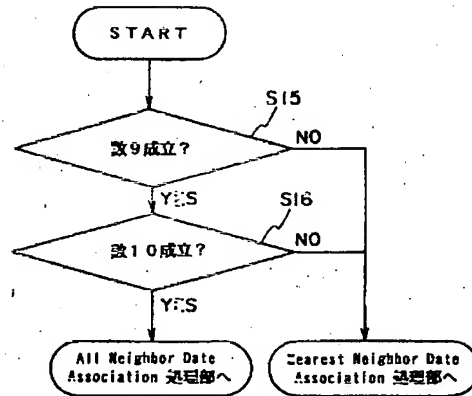 START
S15
数9成立?
NO
YES
S16
数10成立?
NO
YES
All Neighbor Date
Association 処理部へ
Nearest Neighbor Date
Association 処理部へ